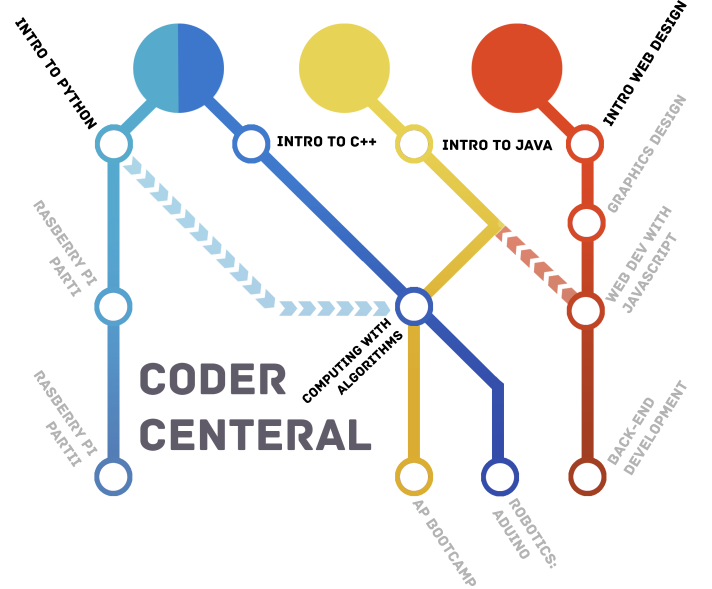 INTRO TO PYTHON
INTRO TO C++
INTRO TO JAVA
INTRO WEB DESIGN
GRAPHICS DESIGN
RASBERRY PI
PARTI
WEB DEV WITH
JAVASCRIPT
COMPUTING WITH
ALGORITHMS
CODER
CENTERAL
RASBERRY PI
PARTII
BACK-END
DEVELOPMENT
AP BOOTCAMP
ROBOTICS:
ADUINO